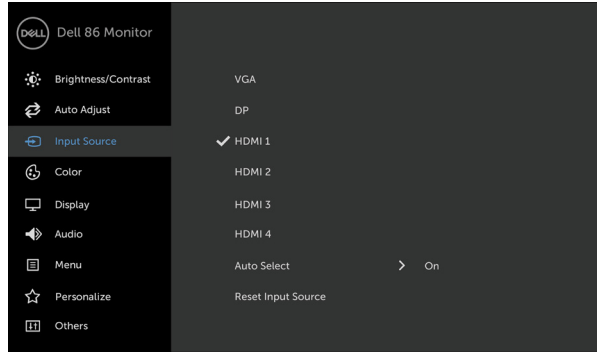 DELL Dell 86 Monitor
Brightness/Contrast
Auto Adjust
Input Source
Color
Display
Audio
Menu
Personalize
Others
VGA
DP
HDMI 1
HDMI 2
HDMI 3
HDMI 4
Auto Select > On
Reset Input Source